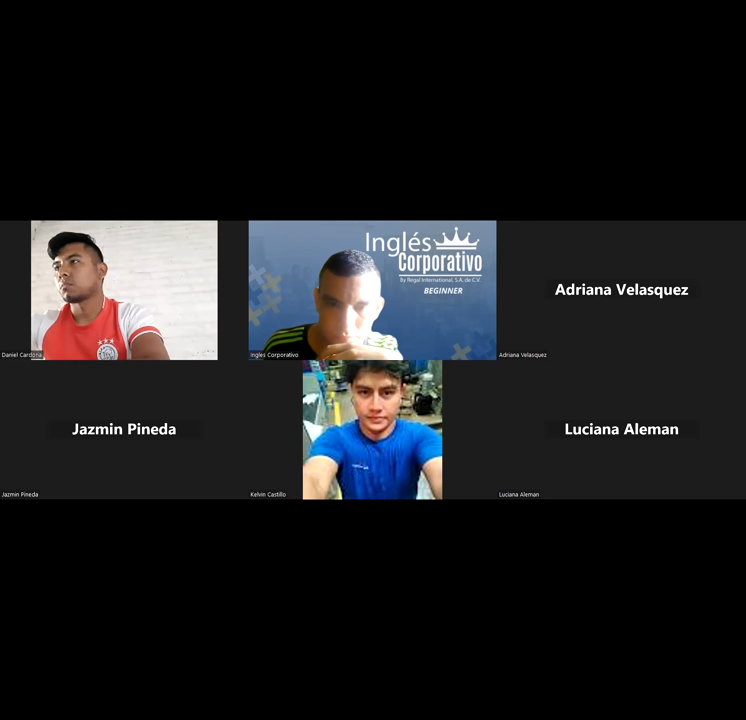 Inglés
Corporativo
By Regal International, S.A. de C.V.
BEGINNER
Adriana Velasquez
Daniel Cardona
Ingles Corporativo
Adriana Velasquez
Jazmin Pineda
Luciana Aleman
Jazmin Pineda
Kelvin Castillo
Luciana Aleman